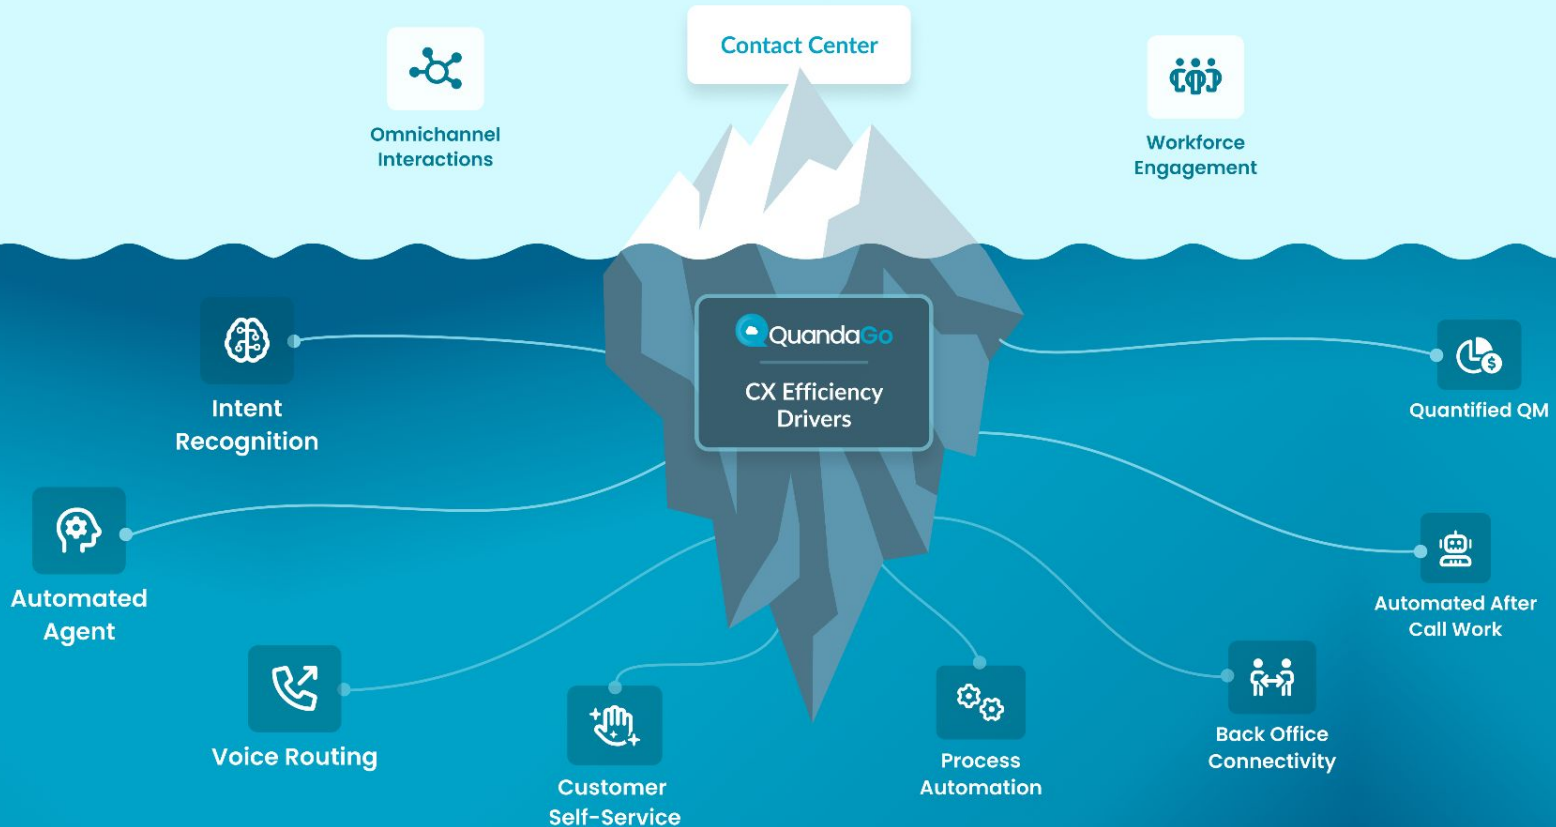 Contact Center
Omnichannel
Interactions
Workforce
Engagement
QuandaGo
CX Efficiency
Drivers
Intent
Recognition
Quantified QM
$
Automated
Agent
Automated After
Call Work
Voice Routing
Customer
Self-Service
Process
Automation
Back Office
Connectivity